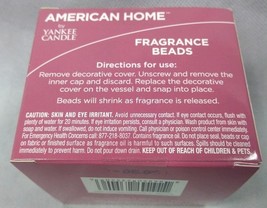 AMERICAN HOME™
by
YANKEE
CANDLE
FRAGRANCE
BEADS
Directions for use:
Remove decorative cover. Unscrew and remove the
inner cap and discard. Replace the decorative
cover on the vessel and snap into place.
Beads will shrink as fragrance is released.
CAUTION: SKIN AND EYE IRRITANT. Avoid unnecessary contact. If eye contact occurs, flush with
plenty of water for 20 minutes. If eye irritation persists, consult a physician. Wash product from skin with
soap and water. If swallowed, do not induce vomiting. Call a physician or poison control center immediately.
For Emergency Health Concerns call: 877-218-8037. Contains fragrance oil. Do not place seal, beads or cap
on fabric or finished surface as fragrance oil is harmful to such surfaces. Spills should be cleaned
immediately to prevent harm. Do not pour down drain. KEEP OUT OF REACH OF CHILDREN & PETS.